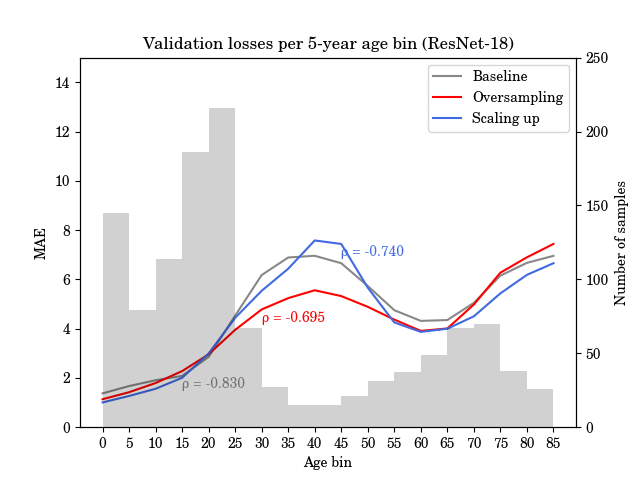 Validation losses per 5-year age bin (ResNet-18)
Baseline
Oversampling
Scaling up
14
12
10
8
6
4
2
0
MAE
250
200
150
100
50
0
Number of samples
ρ = -0.740
ρ = -0.695
ρ = -0.830
0 5 10 15 20 25 30 35 40 45 50 55 60 65 70 75 80 85
Age bin